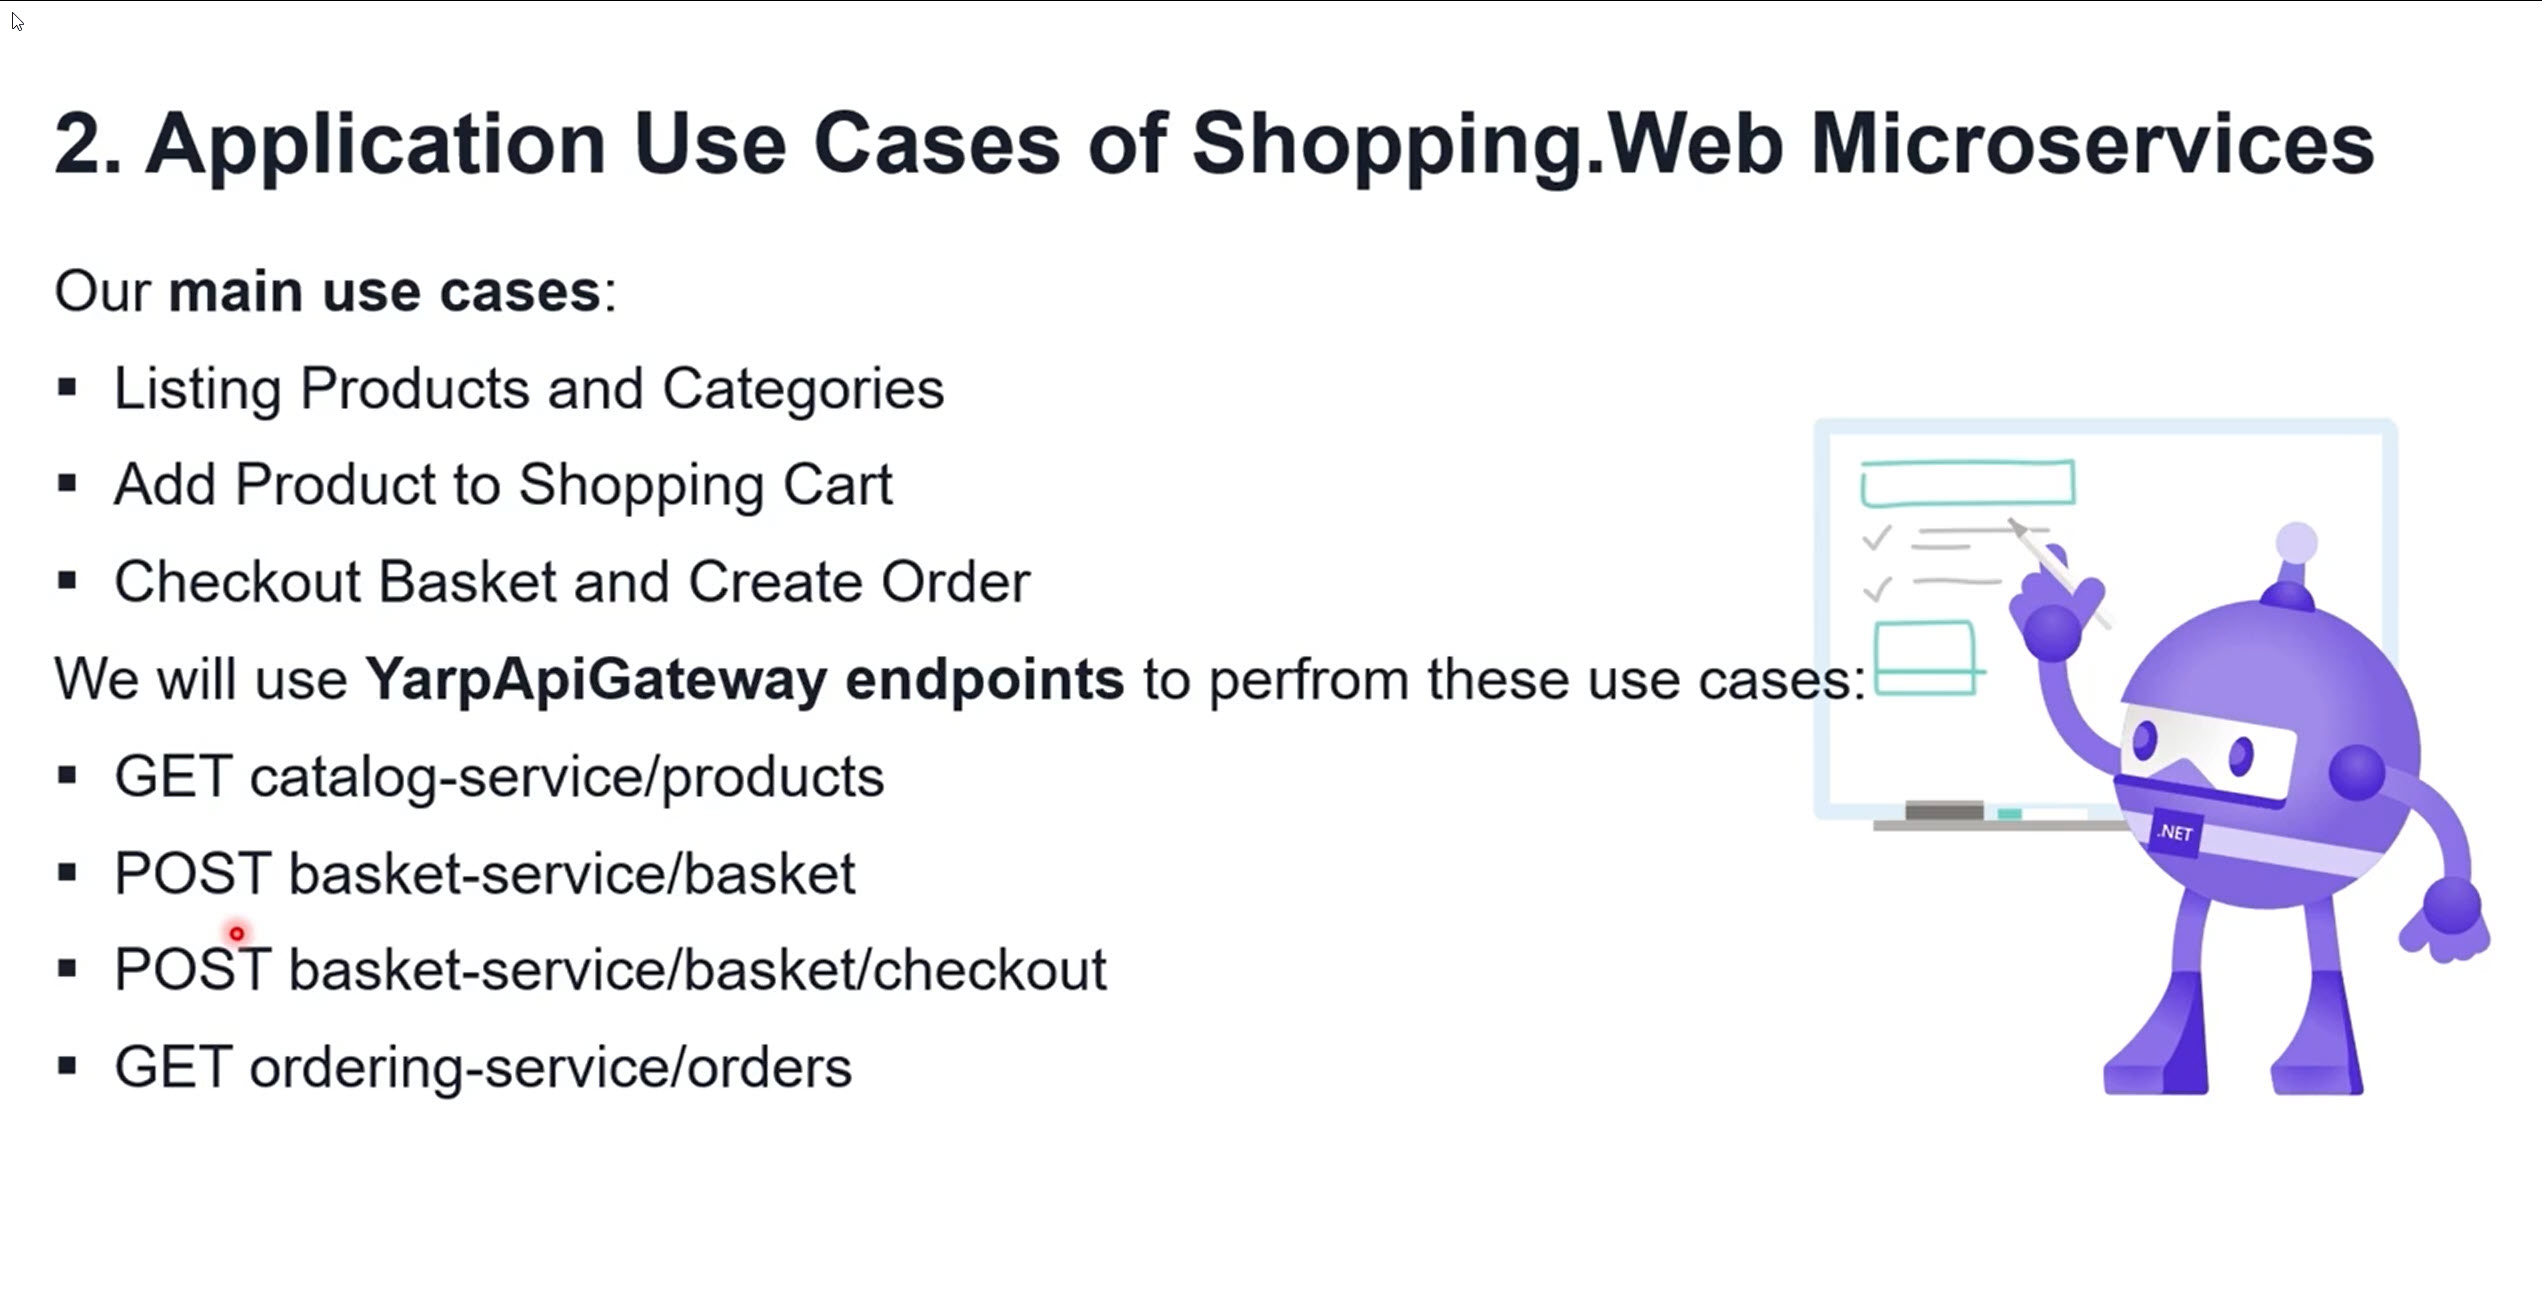 2. Application Use Cases of Shopping.Web Microservices
Our main use cases:
▪ Listing Products and Categories
▪ Add Product to Shopping Cart
▪ Checkout Basket and Create Order
We will use YarpApiGateway endpoints to perfrom these use cases:
▪ GET catalog-service/products
▪ POST basket-service/basket
▪ POST basket-service/basket/checkout
▪ GET ordering-service/orders
.NET